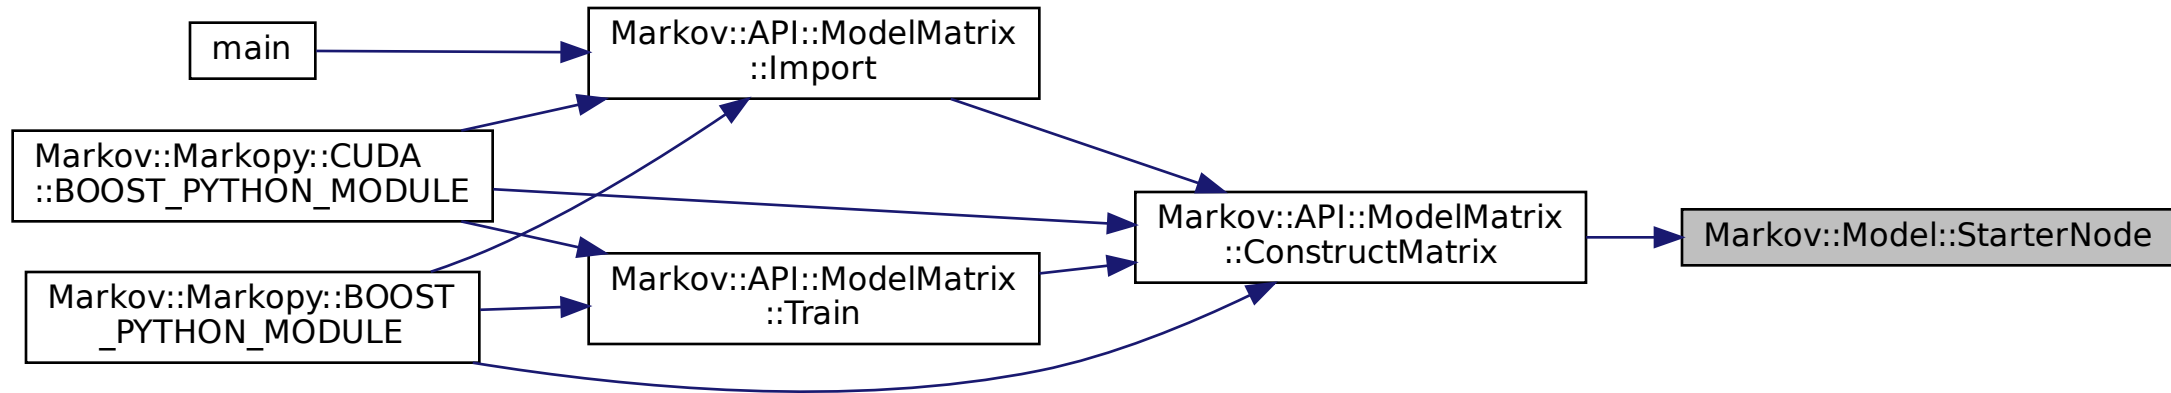 main
Markov::API::ModelMatrix
::Import
Markov::Markopy::CUDA
::BOOST_PYTHON_MODULE
Markov::API::ModelMatrix
::ConstructMatrix
Markov::Model::StarterNode
Markov::Markopy::BOOST
_PYTHON_MODULE
Markov::API::ModelMatrix
::Train